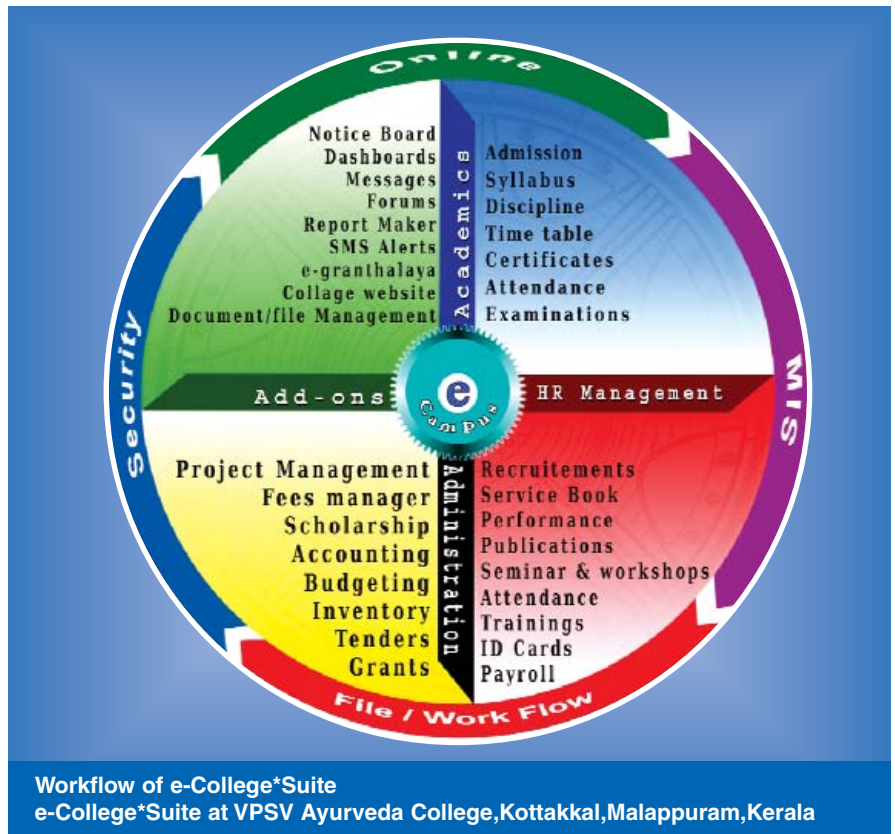 Online
Notice Board
Dashboards
Messages
Forums
Report Maker
SMS Alerts
e-granthalaya
Collage website
Document/file Management
Academics
Admission
Syllabus
Discipline
Time table
Certificates
Attendance
Examinations
Security
MIS
Add-ons
e
Campus
HR Management
Project Management
Fees manager
Scholarship
Accounting
Budgeting
Inventory
Tenders
Grants
Administration
Recruitements
Service Book
Performance
Publications
Seminar & workshops
Attendance
Trainings
ID Cards
Payroll
File / Work Flow
Workflow of e-College*Suite
e-College*Suite at VPSV Ayurveda College,Kottakkal,Malappuram,Kerala